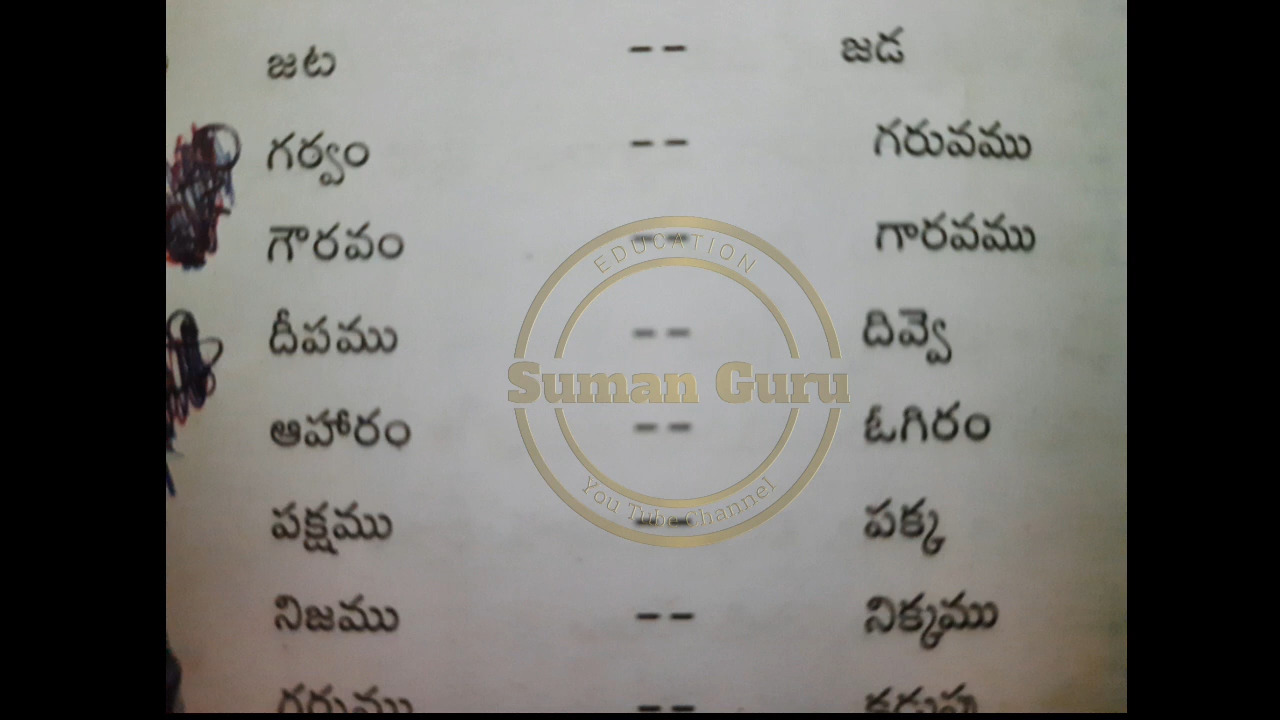 జట -- జడ
గర్వం -- గరువము
గౌరవం -- గారవము
EDUCATION
దీపము -- దివ్వె
Suman Guru
ఆహారం -- ఓగిరం
You Tube Channel
పక్షము -- పక్క
నిజము -- నిక్కము
--